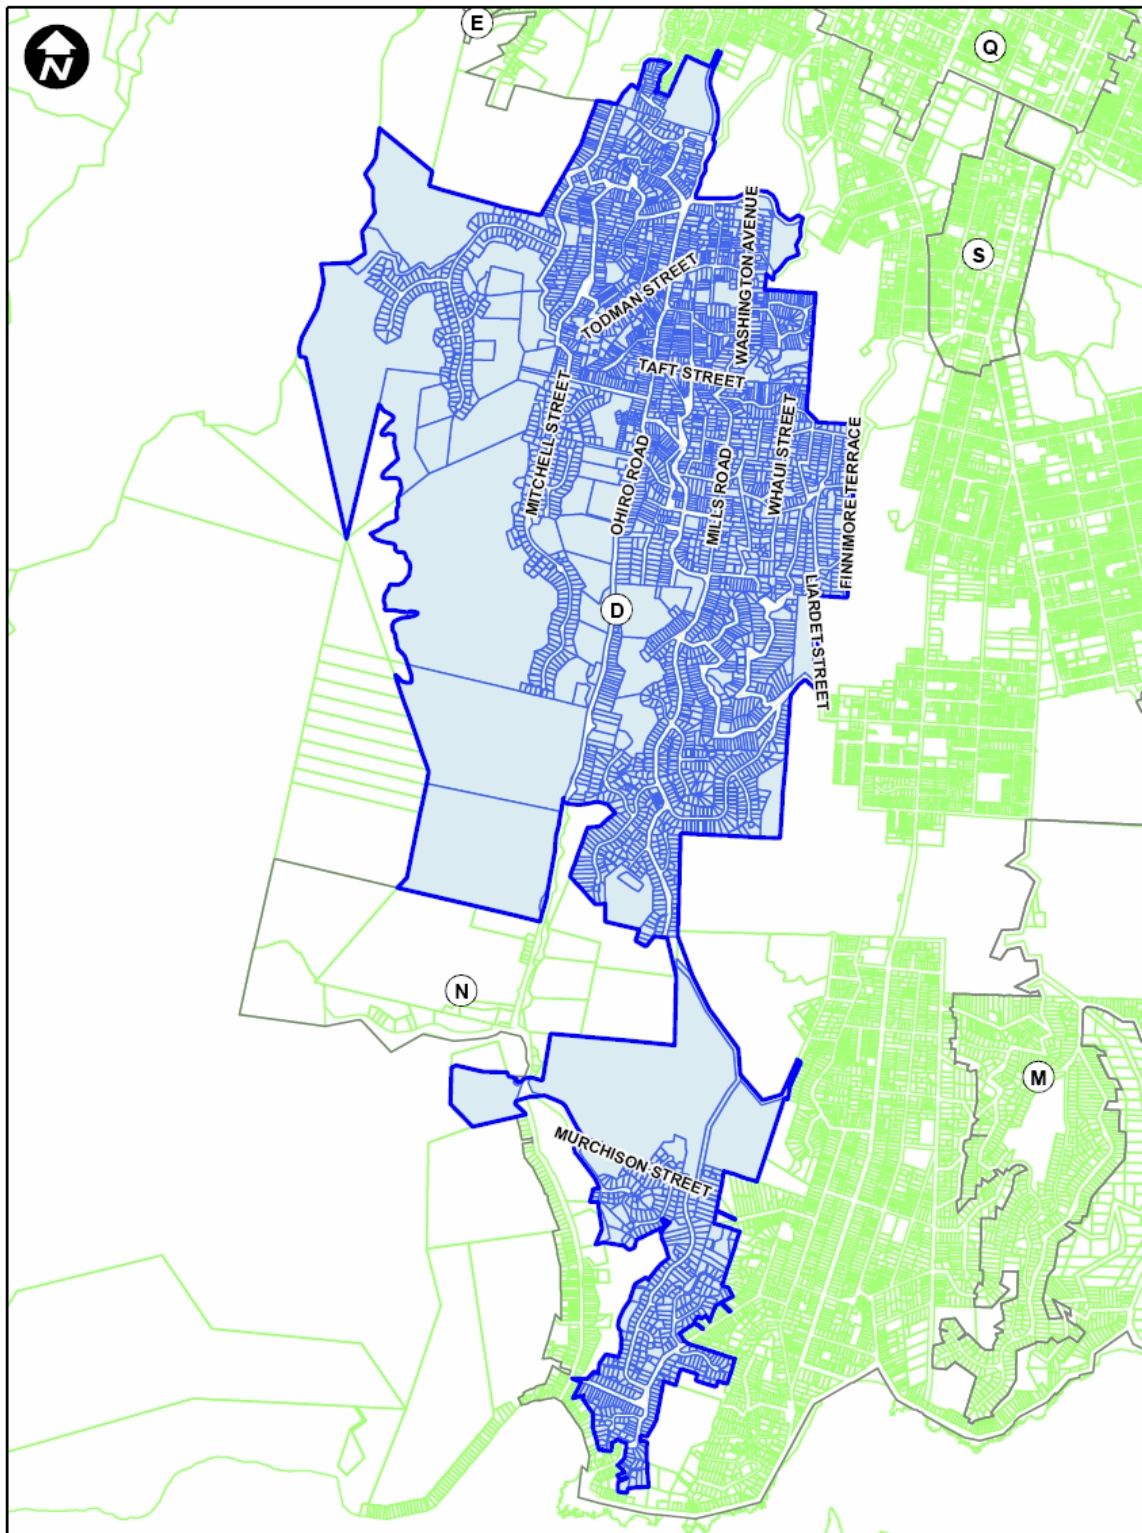 E
Q
N
S
WASHINGTON AVENUE
TODMAN STREET
TAFT STREET
MITCHELL STREET
OHIRO ROAD
MILLS ROAD
WHAUI STREET
FINNIMORE TERRACE
LIARDET STREET
D
N
M
MURCHISON STREET